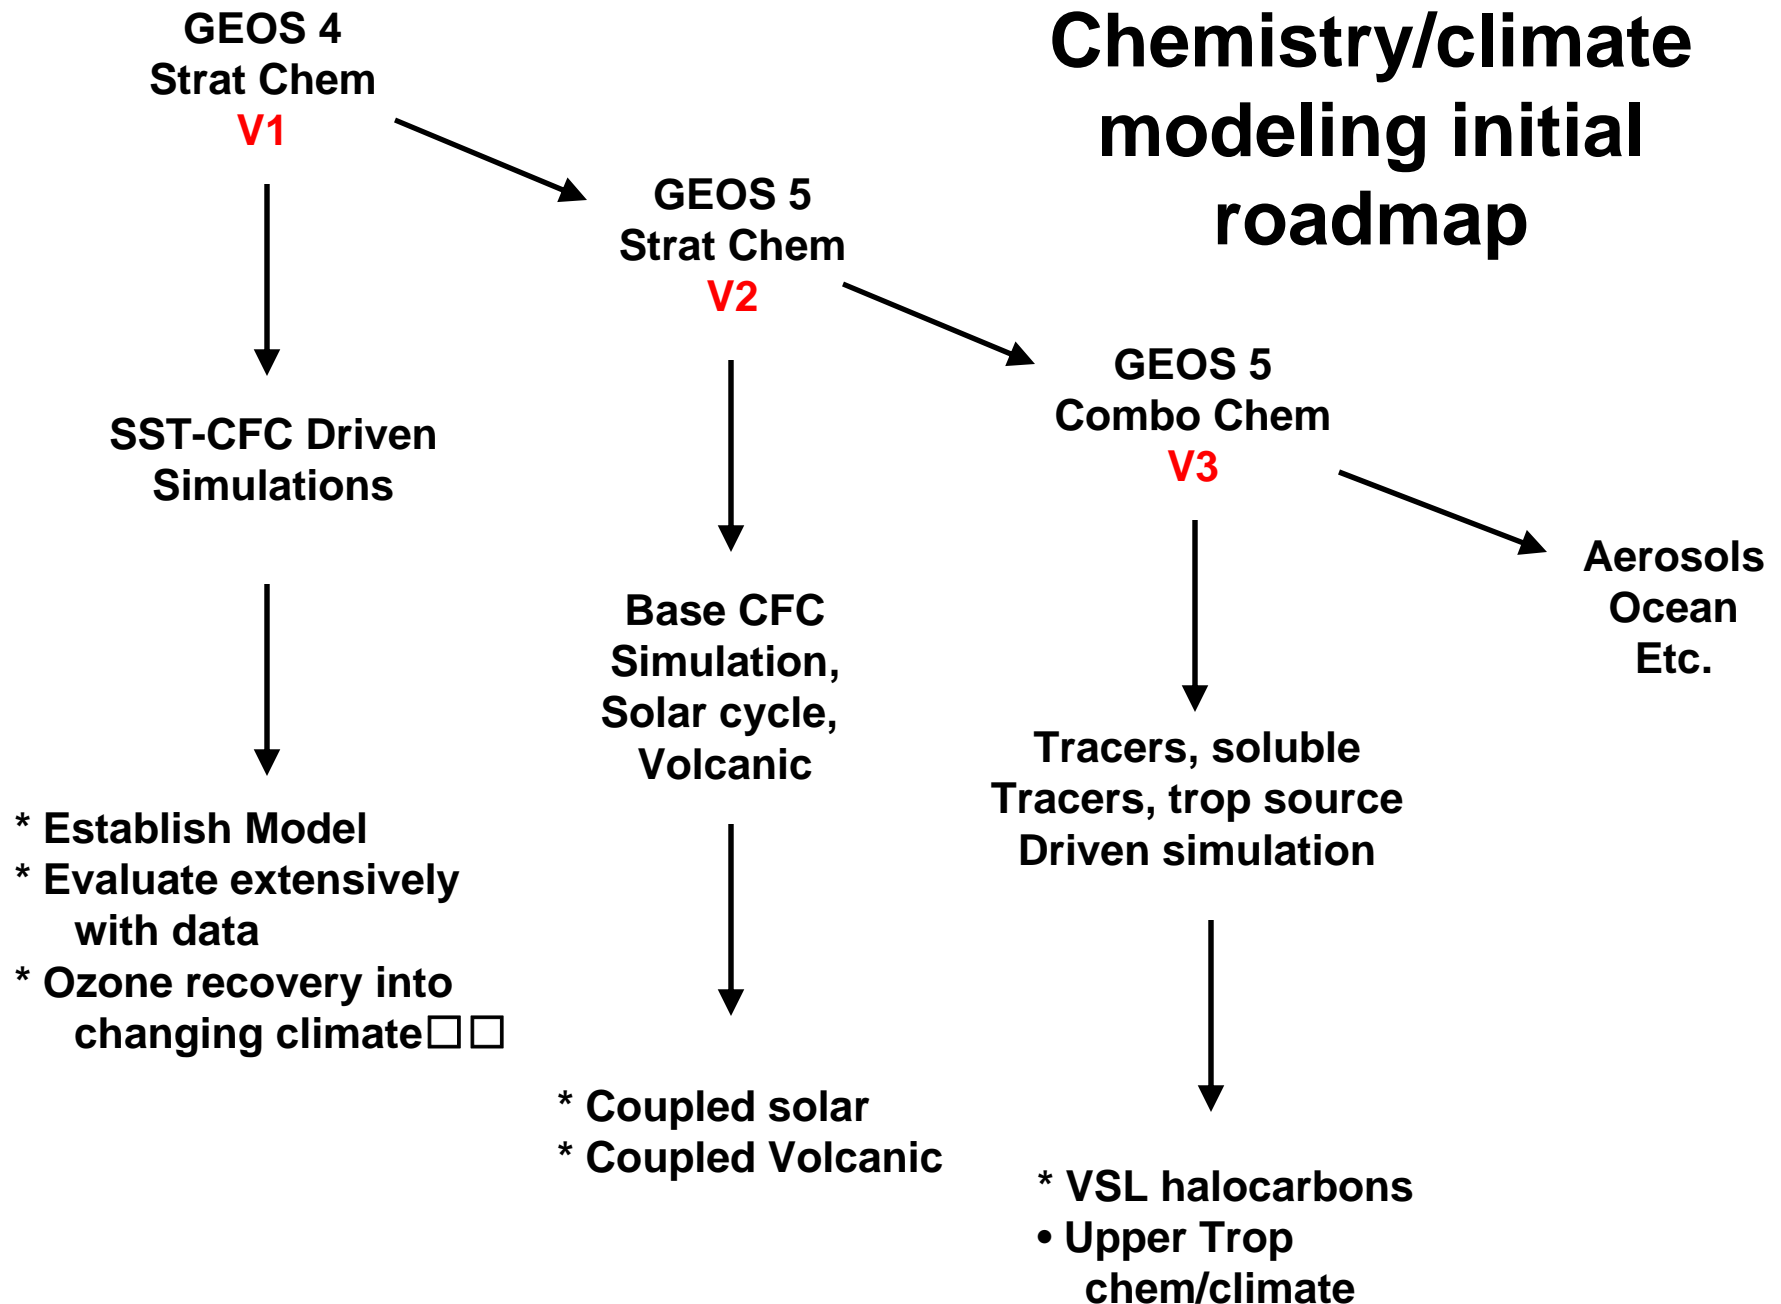 Chemistry/climate
modeling initial
roadmap
GEOS 4
Strat Chem
V1
GEOS 5
Strat Chem
V2
GEOS 5
Combo Chem
V3
Aerosols
Ocean
Etc.
SST-CFC Driven
Simulations
Base CFC
Simulation,
Solar cycle,
Volcanic
Tracers, soluble
Tracers, trop source
Driven simulation
* Establish Model
* Evaluate extensively
with data
* Ozone recovery into
changing climate□□
* Coupled solar
* Coupled Volcanic
* VSL halocarbons
• Upper Trop
chem/climate